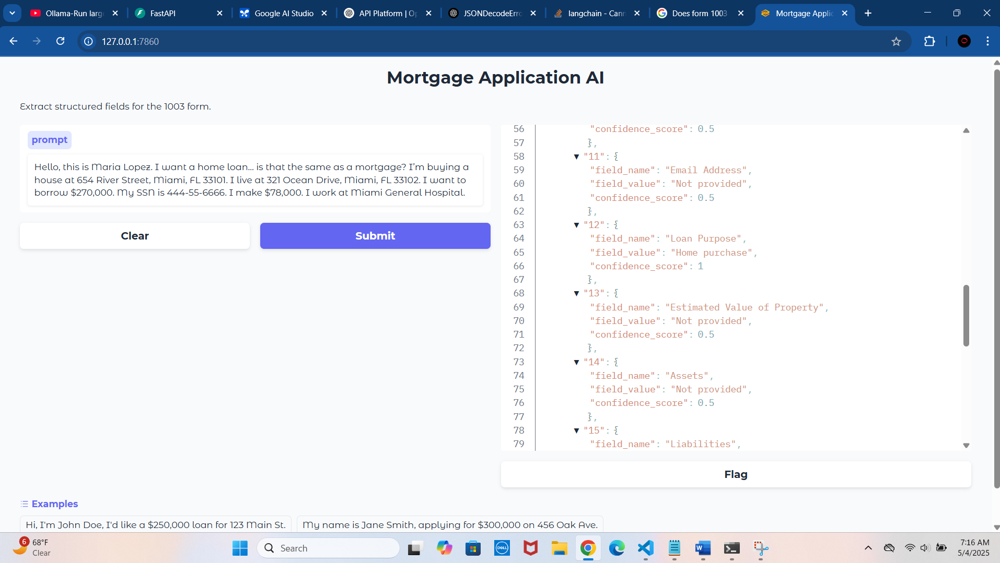 Ollama-Run larg
FastAPI
Google AI Studio
API Platform | Op
JSONDecodeErro
langchain - Cann
Does form 1003
Mortgage Applic
127.0.0.1:7860
Mortgage Application AI
Extract structured fields for the 1003 form.
prompt
Hello, this is Maria Lopez. I want a home loan... is that the same as a mortgage? I’m buying a
house at 654 River Street, Miami, FL 33101. I live at 321 Ocean Drive, Miami, FL 33102. I want to
borrow $270,000. My SSN is 444-55-6666. I make $78,000. I work at Miami General Hospital.
Clear
Submit
56 "confidence_score": 0.5
57 },
58 "11": {
59 "field_name": "Email Address",
60 "field_value": "Not provided",
61 "confidence_score": 0.5
62 },
63 "12": {
64 "field_name": "Loan Purpose",
65 "field_value": "Home purchase",
66 "confidence_score": 1
67 },
68 "13": {
69 "field_name": "Estimated Value of Property",
70 "field_value": "Not provided",
71 "confidence_score": 0.5
72 },
73 "14": {
74 "field_name": "Assets",
75 "field_value": "Not provided",
76 "confidence_score": 0.5
77 },
78 "15": {
79 "field_name": "Liabilities",
Flag
Examples
Hi, I'm John Doe, I'd like a $250,000 loan for 123 Main St.
My name is Jane Smith, applying for $300,000 on 456 Oak Ave.
6
68°F
Clear
Search
DELL
7:16 AM
5/4/2025